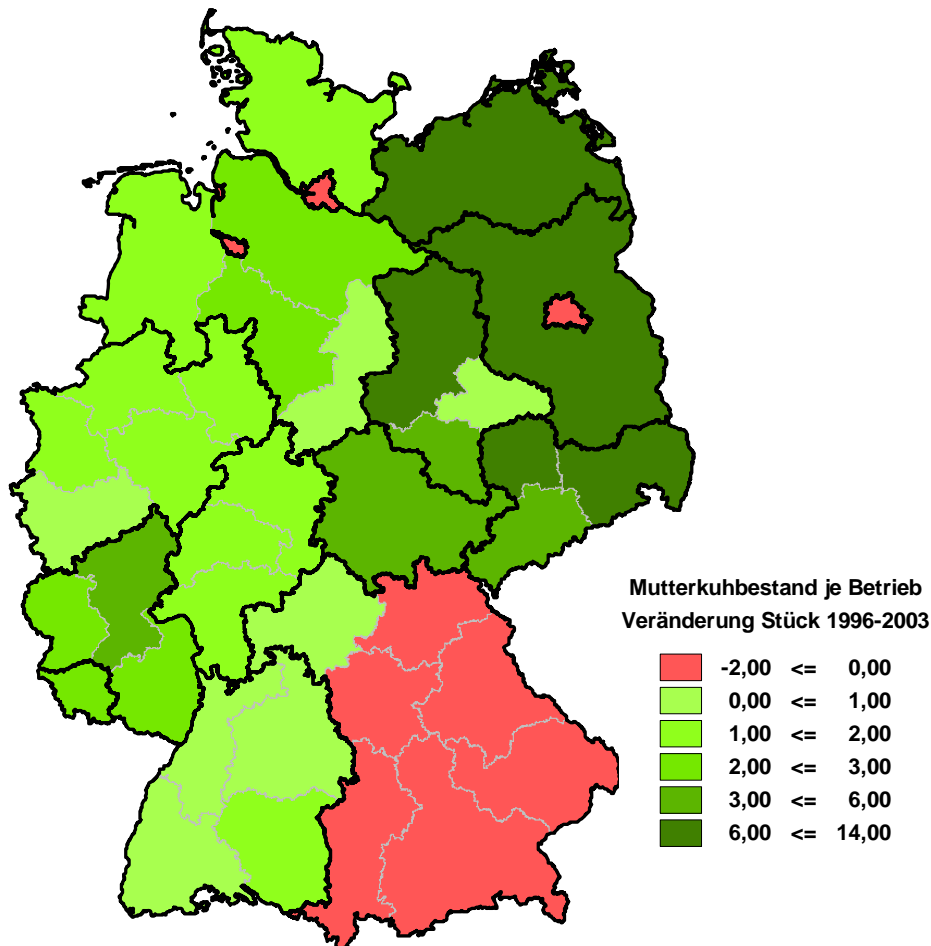 Mutterkuhbestand je Betrieb
Veränderung Stück 1996-2003
-2,00 <= 0,00
0,00 <= 1,00
1,00 <= 2,00
2,00 <= 3,00
3,00 <= 6,00
6,00 <= 14,00